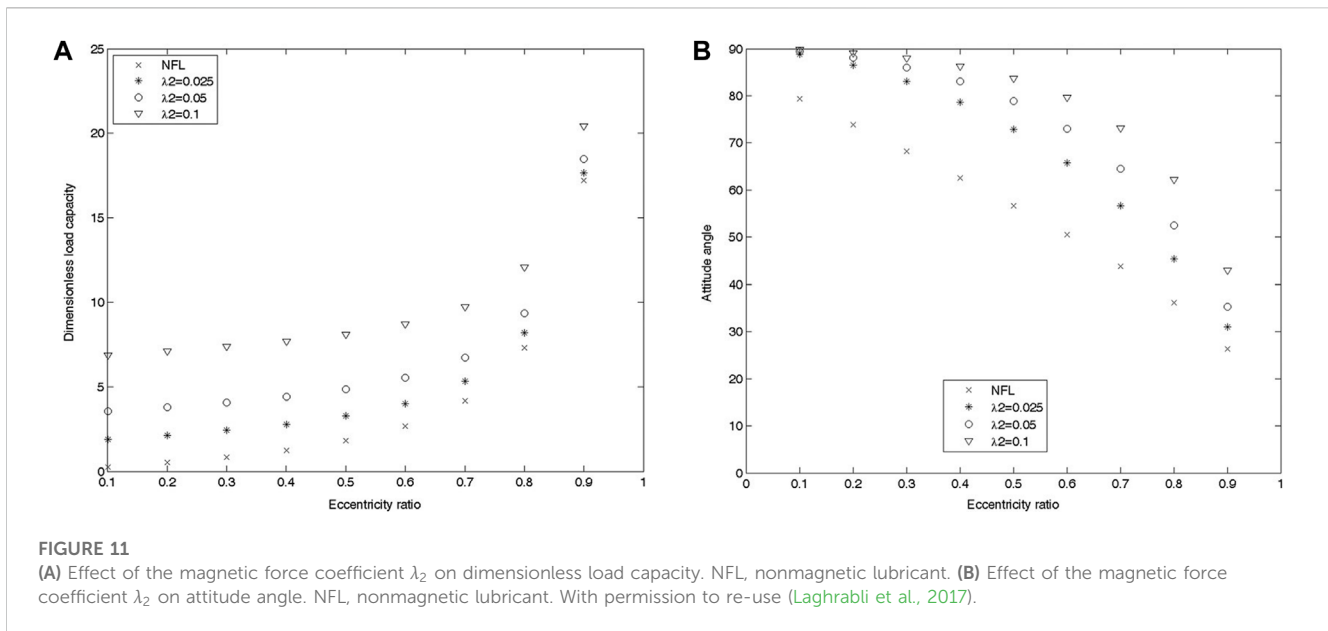 A
25
20
15
10
5
0
Dimensionless load capacity
NFL
λ2=0.025
λ2=0.05
λ2=0.1
0.1 0.2 0.3 0.4 0.5 0.6 0.7 0.8 0.9 1
Eccentricity ratio
B
90
80
70
60
50
40
30
20
10
0
Attitude angle
NFL
λ2=0.025
λ2=0.05
λ2=0.1
0 0.1 0.2 0.3 0.4 0.5 0.6 0.7 0.8 0.9 1
Eccentricity ratio
FIGURE 11
(A) Effect of the magnetic force coefficient λ₂ on dimensionless load capacity. NFL, nonmagnetic lubricant. (B) Effect of the magnetic force
coefficient λ₂ on attitude angle. NFL, nonmagnetic lubricant. With permission to re-use (Laghrabli et al., 2017).